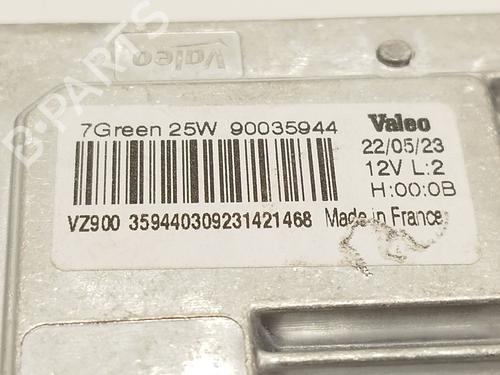 Valeo
7Green 25W 90035944 Valeo
22/05/23
12V L:2
H:00:0B
VZ900 359440309231421468 Made in France
B-PARTS